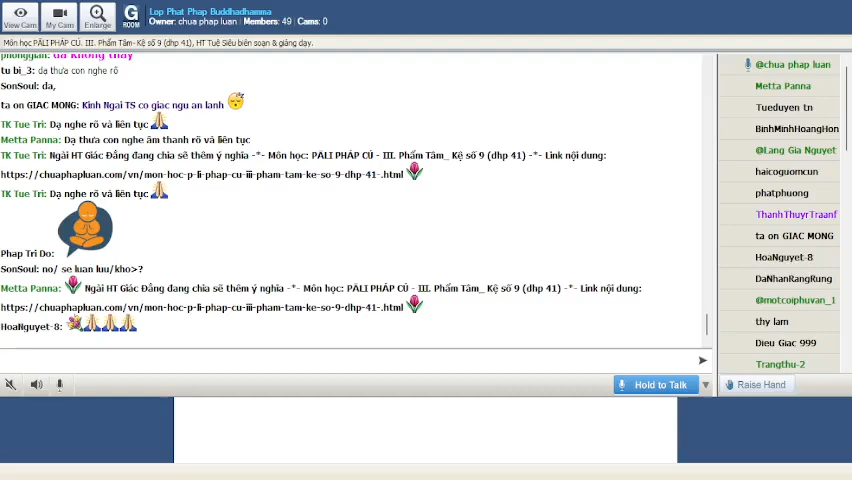 Lop Phat Phap Buddhadhamma
Owner: chua phap luan Members: 49 Cams: 0
View Cam
My Cam
Enlarge
G
ROOM
Môn học PĀLI PHÁP CÚ. III. Phẩm Tâm- Kệ số 9 (dhp 41), HT Tuệ Siêu biên soạn & giảng dạy.
phonggian: dạ không thấy
tu bi_3: dạ thưa con nghe rõ
SonSoul: da,
ta on GIAC MONG: Kinh Ngai TS co giac ngu an lanh
TK Tue Tri: Dạ nghe rõ và liên tục
Metta Panna: Dạ thưa con nghe âm thanh rõ và liên tục
TK Tue Tri: Ngài HT Giác Đẳng đang chia sẽ thêm ý nghĩa -*- Môn học: PĀLI PHÁP CÚ - III. Phẩm Tâm_ Kệ số 9 (dhp 41) -*- Link nội dung:
https://chuaphapluan.com/vn/mon-hoc-p-li-phap-cu-iii-pham-tam-ke-so-9-dhp-41-.html
TK Tue Tri: Dạ nghe rõ và liên tục
Phap Tri Do:
SonSoul: no/ se luan luu/kho>?
Metta Panna: Ngài HT Giác Đẳng đang chia sẽ thêm ý nghĩa -*- Môn học: PĀLI PHÁP CÚ - III. Phẩm Tâm_ Kệ số 9 (dhp 41) -*- Link nội dung:
https://chuaphapluan.com/vn/mon-hoc-p-li-phap-cu-iii-pham-tam-ke-so-9-dhp-41-.html
HoaNguyet-8:
Hold to Talk
@chua phap luan
Metta Panna
Tueduyen tn
BinhMinhHoangHon
@Lang Gia Nguyet
haicoguomcun
phatphuong
ThanhThuyrTraanf
ta on GIAC MONG
HoaNguyet-8
DaNhanRangRung
@motcoiphuvan_1
thy lam
Dieu Giac 999
Trangthu-2
Raise Hand